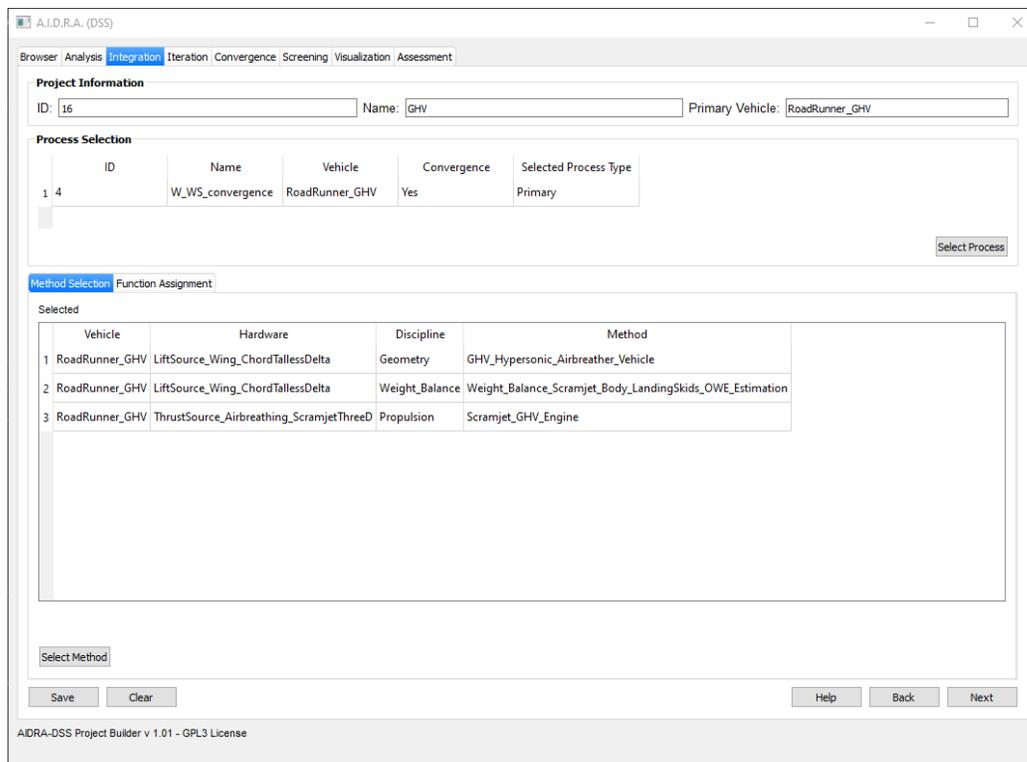 A.I.D.R.A. (DSS)
Browser Analysis Integration Iteration Convergence Screening Visualization Assessment
Project Information
ID: 16 Name: GHV Primary Vehicle: RoadRunner_GHV
Process Selection
ID Name Vehicle Convergence Selected Process Type
1 4 W_WS_convergence RoadRunner_GHV Yes Primary
Select Process
Method Selection Function Assignment
Selected
Vehicle Hardware Discipline Method
1 RoadRunner_GHV LiftSource_Wing_ChordTallessDelta Geometry GHV_Hypersonic_Airbreather_Vehicle
2 RoadRunner_GHV LiftSource_Wing_ChordTallessDelta Weight_Balance Weight_Balance_Scramjet_Body_LandingSkids_OWE_Estimation
3 RoadRunner_GHV ThrustSource_Airbreathing_ScramjetThreeD Propulsion Scramjet_GHV_Engine
Select Method
Save Clear Help Back Next
AIDRA-DSS Project Builder v 1.01 - GPL3 License